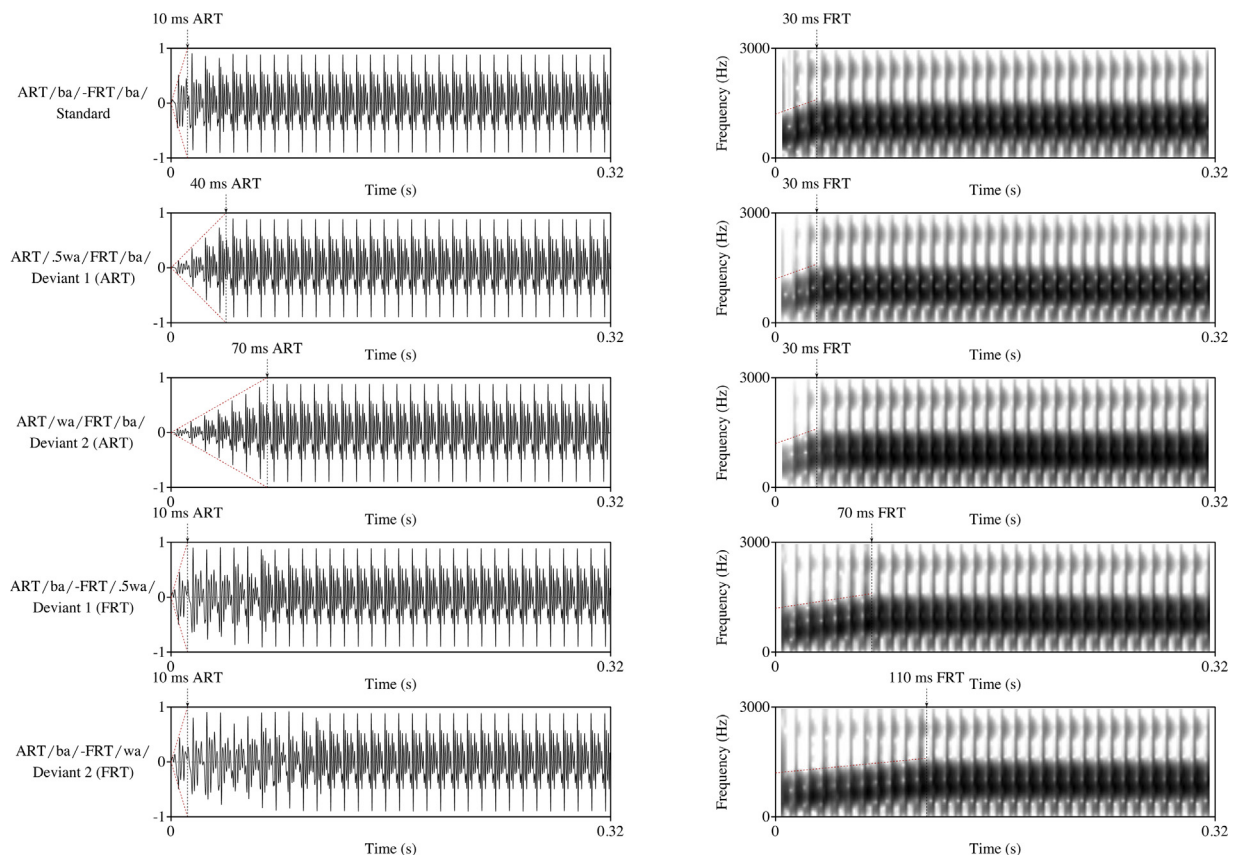 10 ms ART
30 ms FRT
ART/ba/-FRT/ba/
Standard
1
0
-1
0
0.32
Time (s)
Frequency (Hz)
3000
0
0
0.32
Time (s)
40 ms ART
30 ms FRT
ART/.5wa/FRT/ba/
Deviant 1 (ART)
1
0
-1
0
0.32
Time (s)
Frequency (Hz)
3000
0
0
0.32
Time (s)
70 ms ART
30 ms FRT
ART/wa/FRT/ba/
Deviant 2 (ART)
1
0
-1
0
0.32
Time (s)
Frequency (Hz)
3000
0
0
0.32
Time (s)
10 ms ART
70 ms FRT
ART/ba/-FRT/.5wa/
Deviant 1 (FRT)
1
0
-1
0
0.32
Time (s)
Frequency (Hz)
3000
0
0
0.32
Time (s)
10 ms ART
110 ms FRT
ART/ba/-FRT/wa/
Deviant 2 (FRT)
1
0
-1
0
0.32
Time (s)
Frequency (Hz)
3000
0
0
0.32
Time (s)